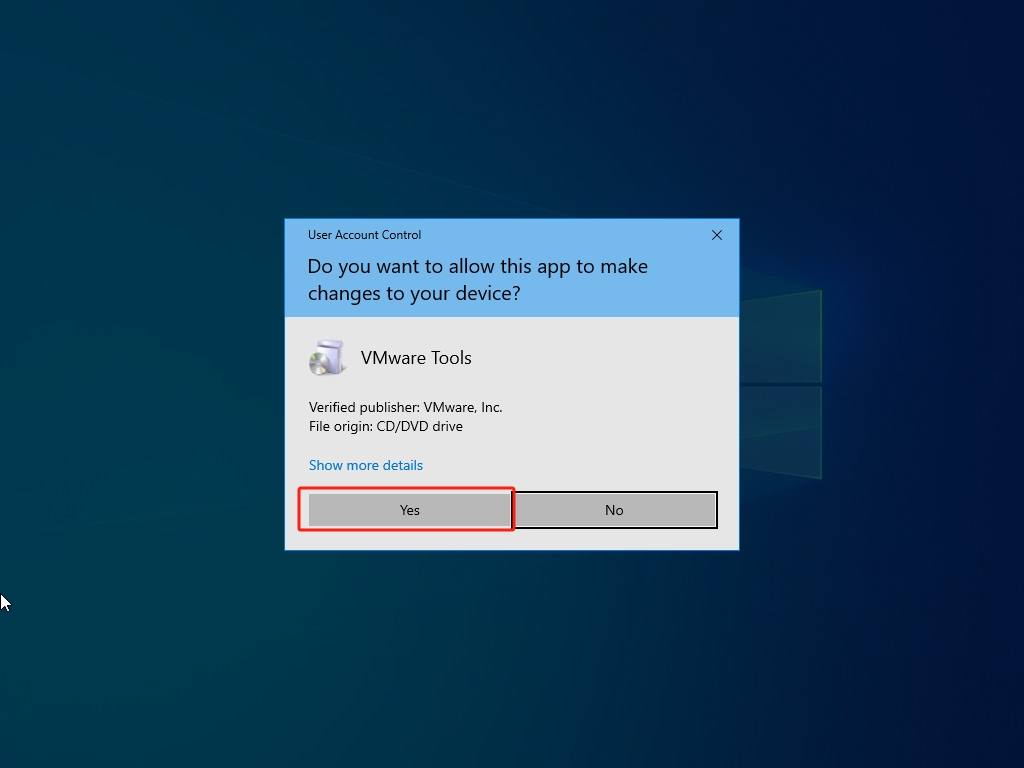 User Account Control
Do you want to allow this app to make
changes to your device?
VMware Tools
Verified publisher: VMware, Inc.
File origin: CD/DVD drive
Show more details
Yes
No